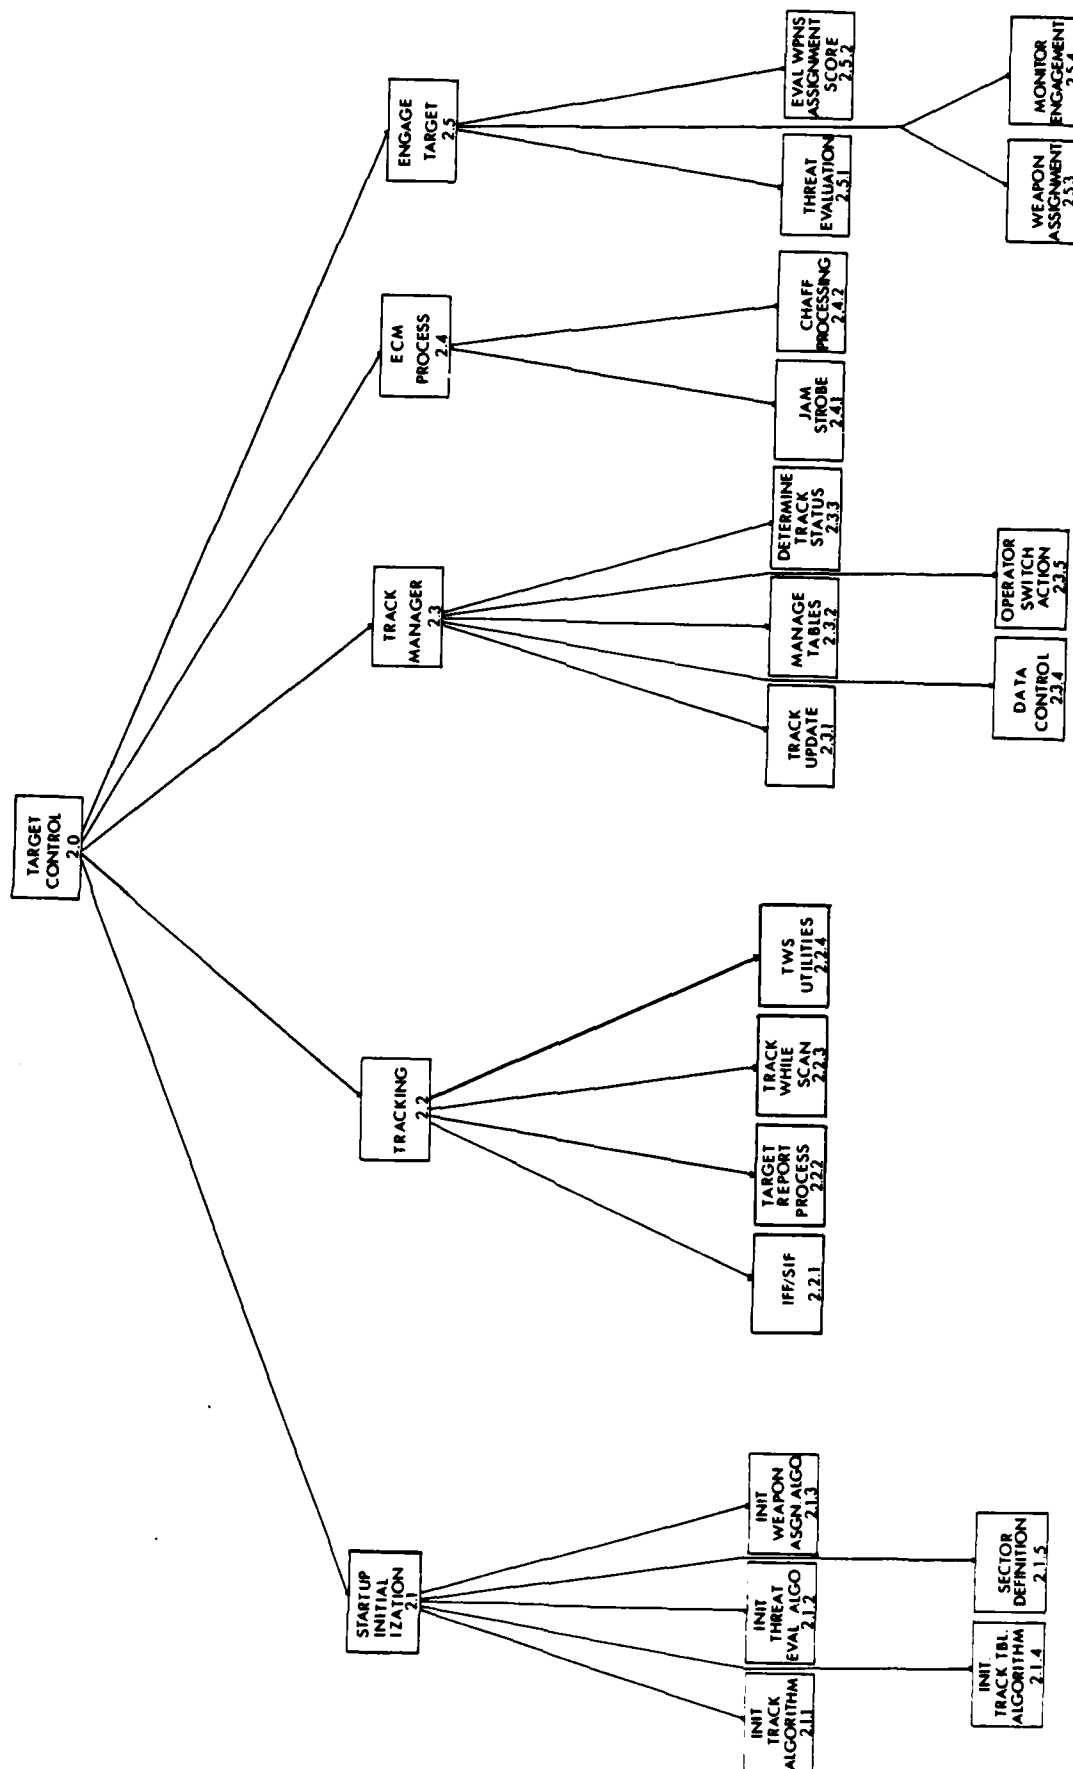 TARGET
CONTROL
2.0
STARTUP
INITIAL
IZATION
2.1
TRACKING
2.2
TRACK
MANAGER
2.3
ECM
PROCESS
2.4
ENGAGE
TARGET
2.5
INIT
TRACK
ALGORITHM
2.1.1
INIT
THREAT
EVAL ALGO
2.1.2
INIT
WEAPON
ASGN. ALGO
2.1.3
INIT.
TRACK TBL.
ALGORITHM
2.1.4
SECTOR
DEFINITION
2.1.5
IFF/SIF
2.2.1
TARGET
REPORT
PROCESS
2.2.2
TRACK
WHILE
SCAN
2.2.3
TWS
UTILITIES
2.2.4
TRACK
UPDATE
2.3.1
MANAGE
TABLES
2.3.2
DETERMINE
TRACK
STATUS
2.3.3
DATA
CONTROL
2.3.4
OPERATOR
SWITCH
ACTION
2.3.5
JAM
STROBE
2.4.1
CHAFF
PROCESSING
2.4.2
THREAT
EVALUATION
2.5.1
EVAL WPNS
ASSIGNMENT
SCORE
2.5.2
WEAPON
ASSIGNMENT
2.5.3
MONITOR
ENGAGEMENT
2.5.4